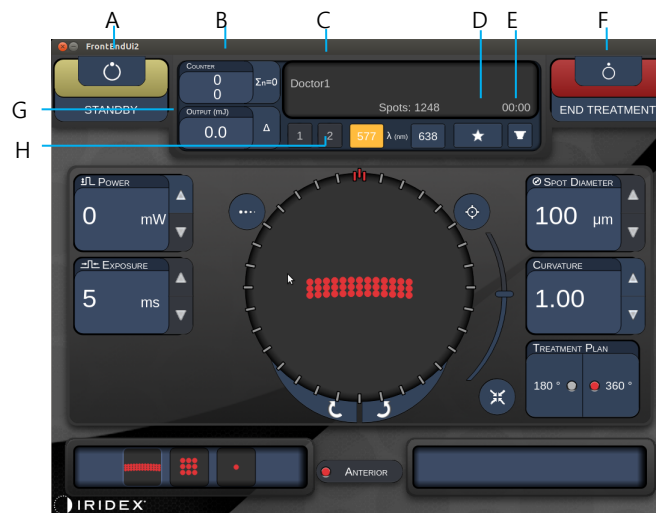 A
B
C
D
E
F
FrontEndUi2
COUNTER
0
0
Σn=0
Doctor1
Spots: 1248
00:00
STANDBY
END TREATMENT
G
OUTPUT (mJ)
0.0
Δ
H
1
2
577
λ (nm)
638
POWER
0
mW
SPOT DIAMETER
100
µm
EXPOSURE
5
ms
CURVATURE
1.00
TREATMENT PLAN
180 °
360 °
ANTERIOR
IRIDEX